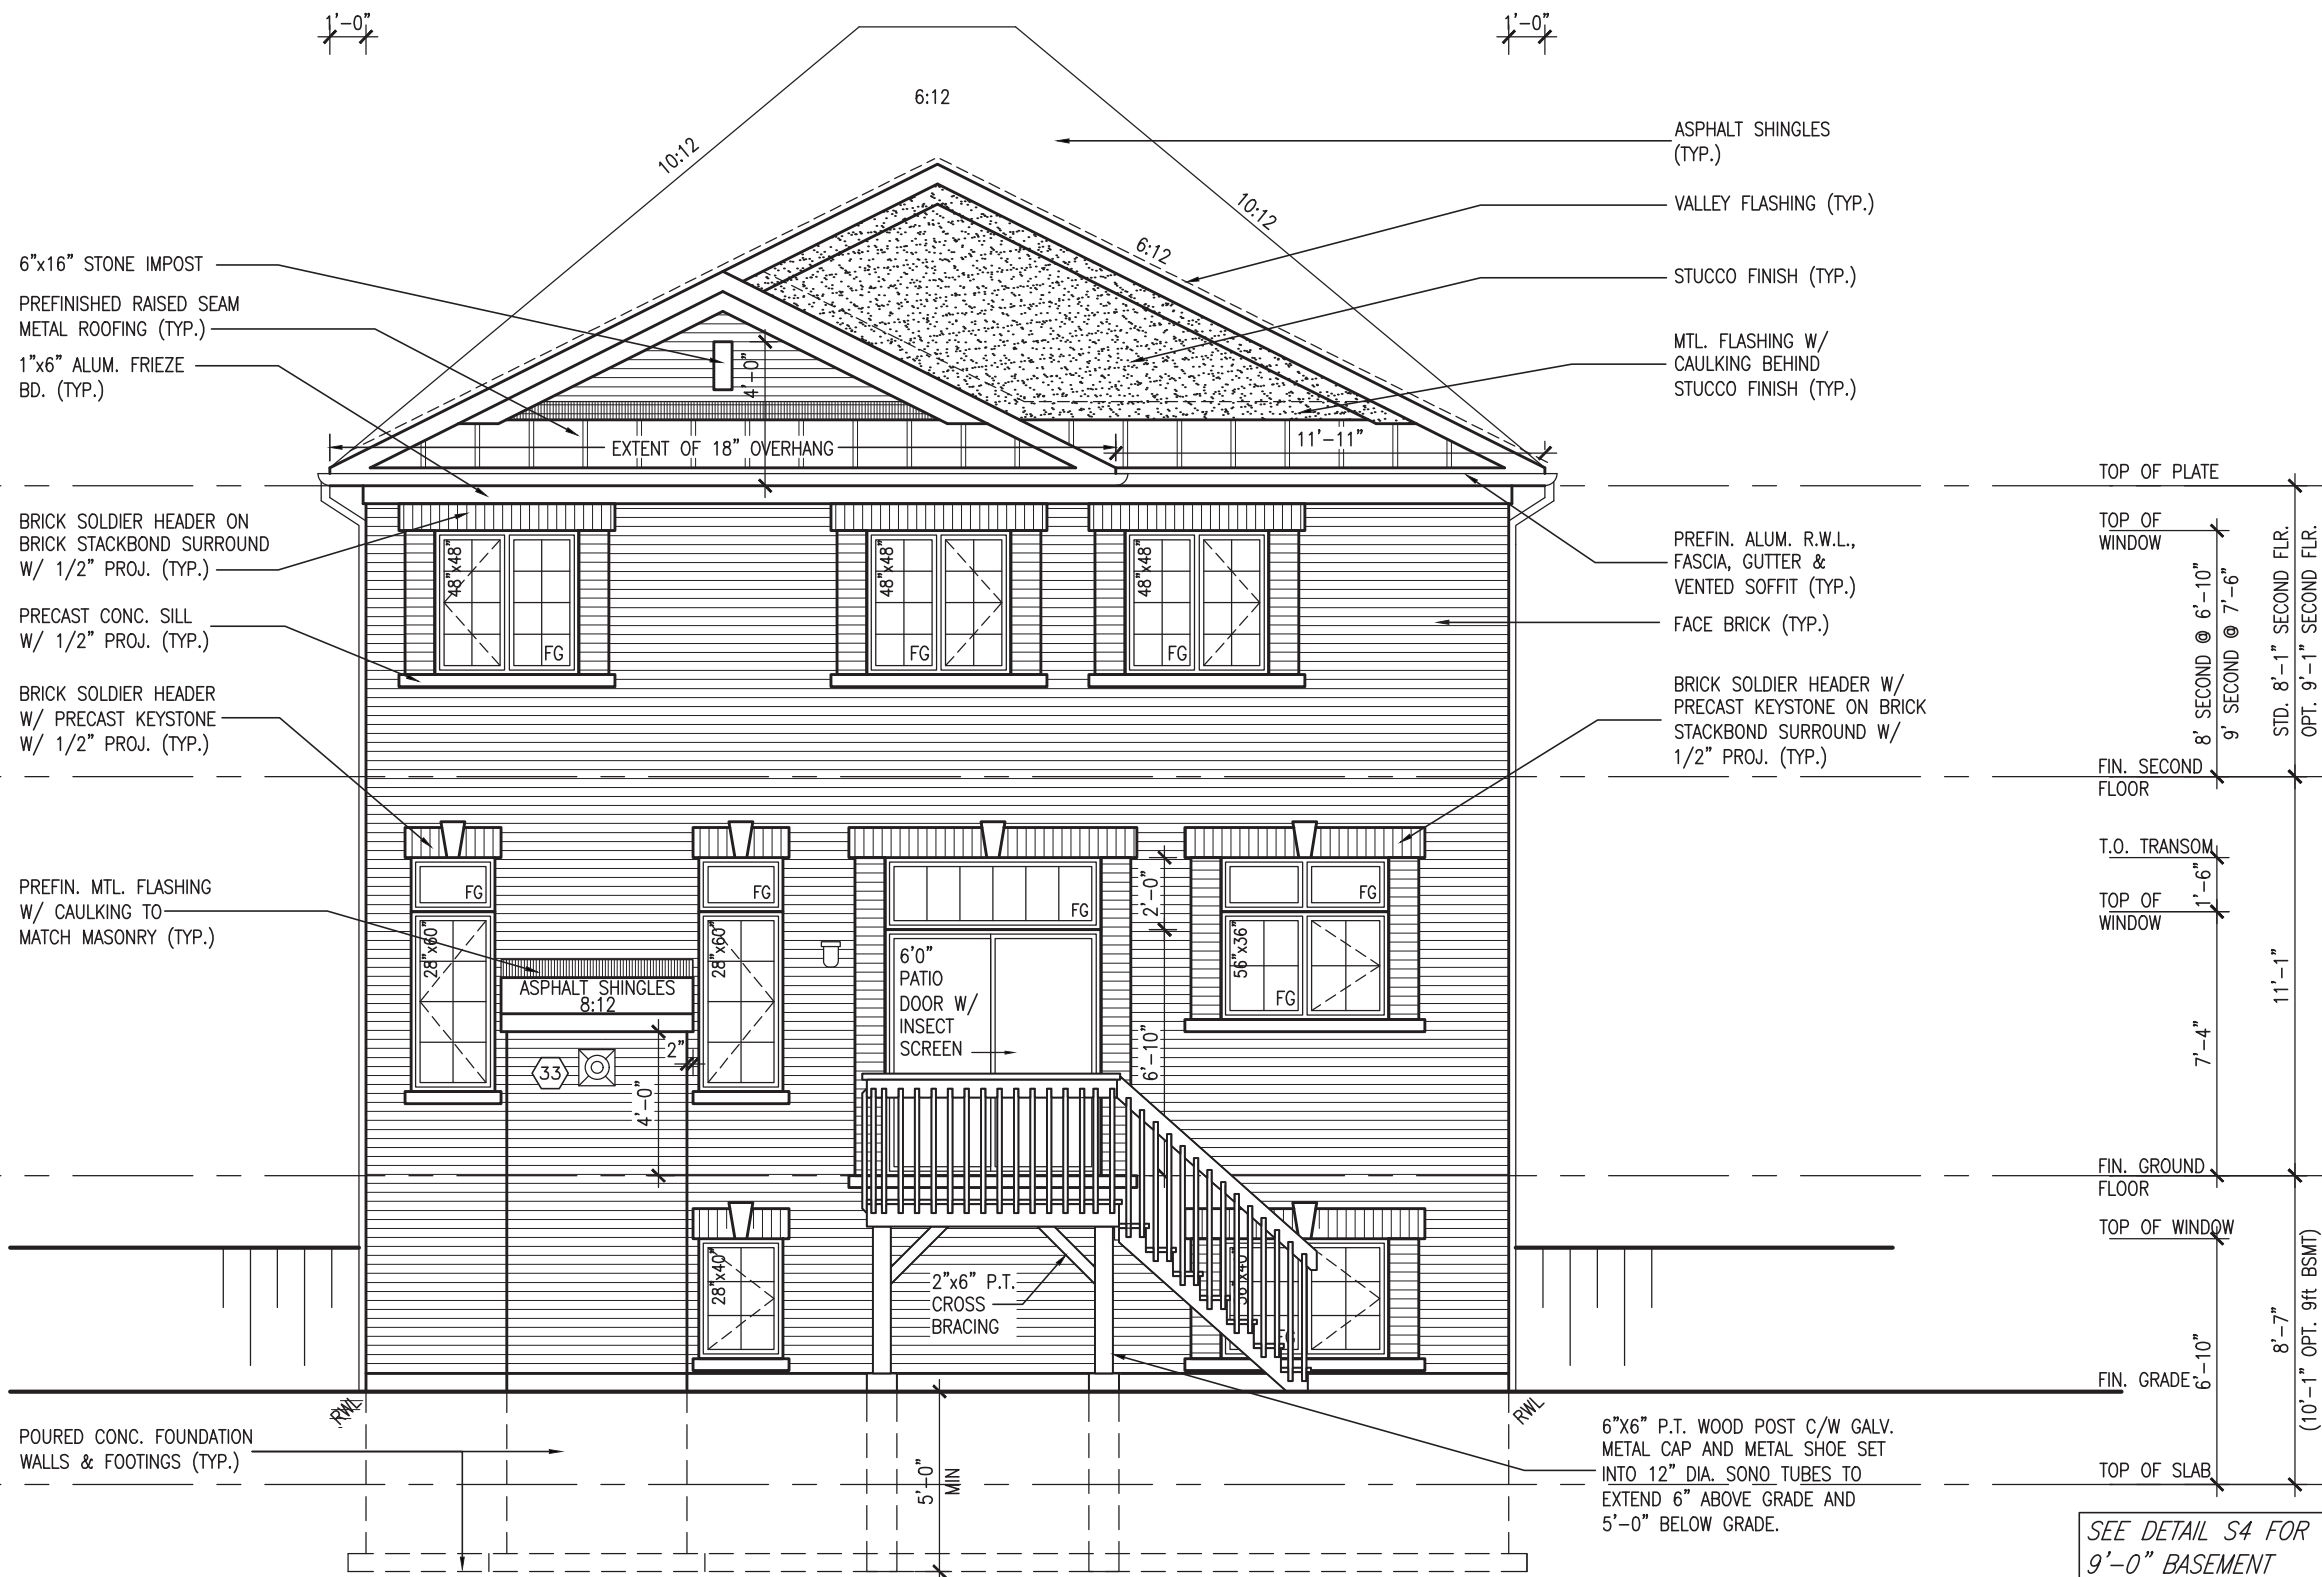 1'-0"
1'-0"
6:12
10:12
10:12
6:12
ASPHALT SHINGLES
(TYP.)
VALLEY FLASHING (TYP.)
STUCCO FINISH (TYP.)
MTL. FLASHING W/
CAULKING BEHIND
STUCCO FINISH (TYP.)
6"x16" STONE IMPOST
PREFINISHED RAISED SEAM
METAL ROOFING (TYP.)
1"x6" ALUM. FRIEZE
BD. (TYP.)
4'-0"
EXTENT OF 18" OVERHANG
11'-11"
BRICK SOLDIER HEADER ON
BRICK STACKBOND SURROUND
W/ 1/2" PROJ. (TYP.)
PRECAST CONC. SILL
W/ 1/2" PROJ. (TYP.)
BRICK SOLDIER HEADER
W/ PRECAST KEYSTONE
W/ 1/2" PROJ. (TYP.)
PREFIN. MTL. FLASHING
W/ CAULKING TO
MATCH MASONRY (TYP.)
48"x48"
FG
48"x48"
FG
48"x48"
FG
PREFIN. ALUM. R.W.L.,
FASCIA, GUTTER &
VENTED SOFFIT (TYP.)
FACE BRICK (TYP.)
BRICK SOLDIER HEADER W/
PRECAST KEYSTONE ON BRICK
STACKBOND SURROUND W/
1/2" PROJ. (TYP.)
TOP OF PLATE
TOP OF
WINDOW
8' SECOND @ 6'-10"
9' SECOND @ 7'-6"
STD. 8'-1" SECOND FLR.
OPT. 9'-1" SECOND FLR.
FIN. SECOND
FLOOR
T.O. TRANSOM
1'-6"
TOP OF
WINDOW
11'-1"
7'-4"
FIN. GROUND
FLOOR
TOP OF WINDOW
6'-10"
8'-7"
(10'-1" OPT. 9ft BSMT)
FIN. GRADE
TOP OF SLAB
FG
28"x60"
FG
28"x60"
ASPHALT SHINGLES
8:12
33
2"
4'-0"
FG
6'0"
PATIO
DOOR W/
INSECT
SCREEN
2'-0"
6'-10"
FG
56"x36"
FG
28"x40"
56"x40"
FG
2"x6" P.T.
CROSS
BRACING
RWL
RWL
POURED CONC. FOUNDATION
WALLS & FOOTINGS (TYP.)
5'-0"
MIN
6"X6" P.T. WOOD POST C/W GALV.
METAL CAP AND METAL SHOE SET
INTO 12" DIA. SONO TUBES TO
EXTEND 6" ABOVE GRADE AND
5'-0" BELOW GRADE.
SEE DETAIL S4 FOR
9'-0" BASEMENT